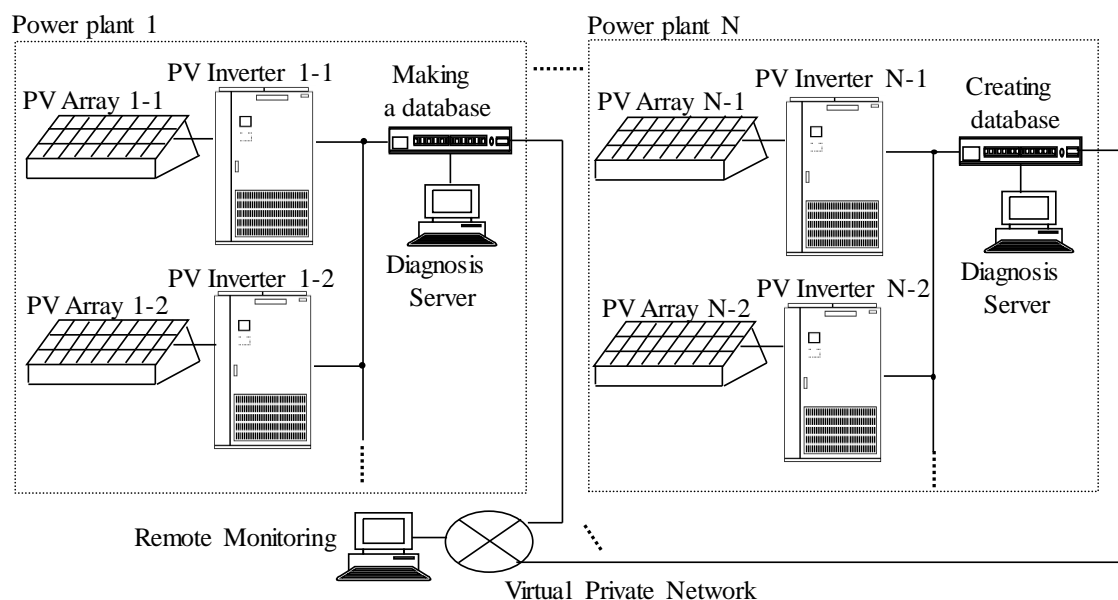 Power plant 1
PV Inverter 1-1
Making
a database
PV Array 1-1
Diagnosis
Server
PV Inverter 1-2
PV Array 1-2
Power plant N
PV Inverter N-1
Creating
database
PV Array N-1
Diagnosis
Server
PV Inverter N-2
PV Array N-2
Remote Monitoring
Virtual Private Network